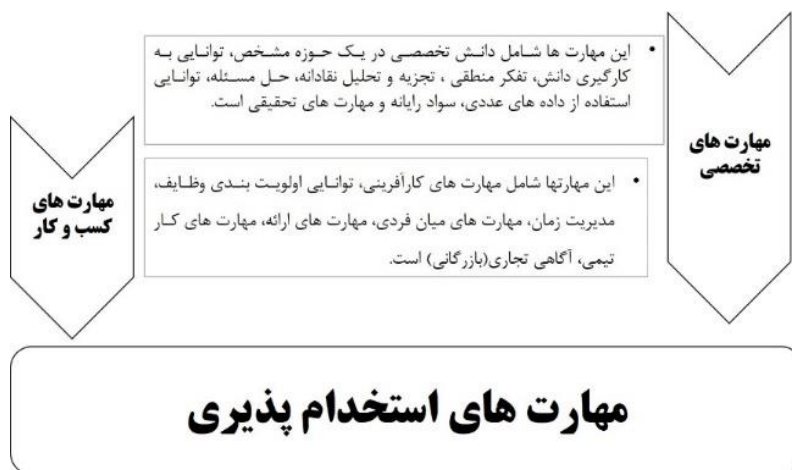 • این مهارت ها شامل دانش تخصصی در یک حوزه مشخص، توانایی به
کارگیری دانش، تفکر منطقی ، تجزیه و تحلیل نقادانه، حل مسئله، توانایی
استفاده از داده های عددی، سواد رایانه و مهارت های تحقیقی است.
مهارت های
تخصصی
• این مهارتها شامل مهارت های کارآفرینی، توانایی اولویت بندی وظایف،
مدیریت زمان، مهارت های میان فردی، مهارت های ارائه، مهارت های کار
تیمی، آگاهی تجاری(بازرگانی) است.
مهارت های
کسب و کار
مهارت های استخدام پذیری